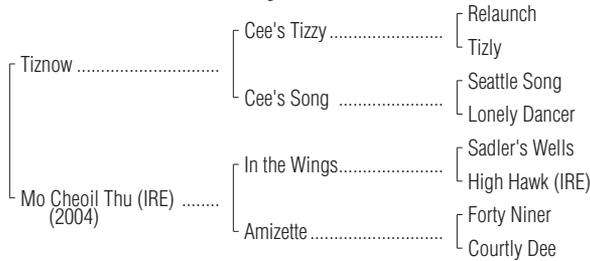 Relaunch
Cee's Tizzy ......................
Tizly
Tiznow ............................
Seattle Song
Cee's Song ....................
Lonely Dancer
Sadler's Wells
In the Wings....................
High Hawk (IRE)
Mo Cheoil Thu (IRE) .......
(2004)
Forty Niner
Amizette..........................
Courtly Dee